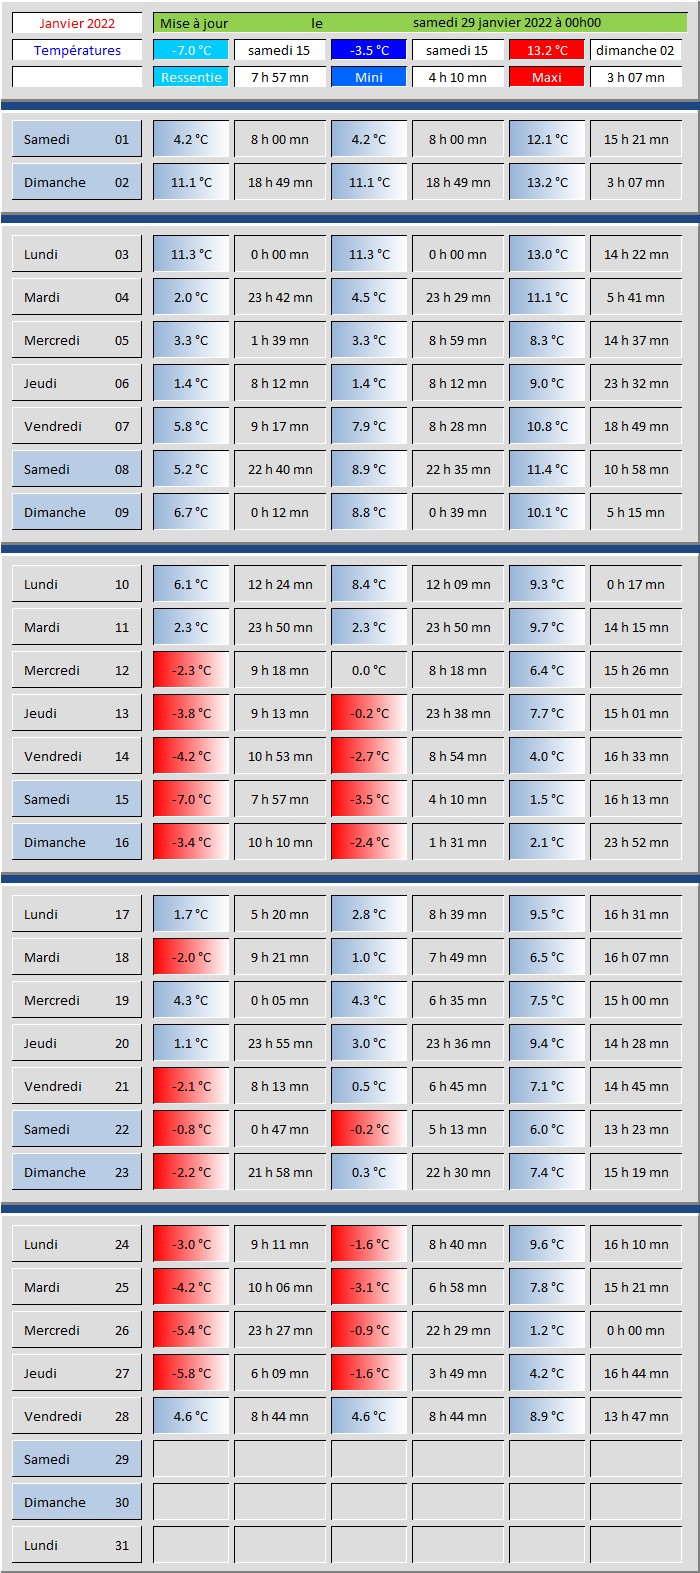 Janvier 2022 Mise à jour le samedi 29 janvier 2022 à 00h00
Températures -7.0 °C samedi 15 -3.5 °C samedi 15 13.2 °C dimanche 02
Ressentie 7 h 57 mn Mini 4 h 10 mn Maxi 3 h 07 mn
Samedi 01 4.2 °C 8 h 00 mn 4.2 °C 8 h 00 mn 12.1 °C 15 h 21 mn
Dimanche 02 11.1 °C 18 h 49 mn 11.1 °C 18 h 49 mn 13.2 °C 3 h 07 mn
Lundi 03 11.3 °C 0 h 00 mn 11.3 °C 0 h 00 mn 13.0 °C 14 h 22 mn
Mardi 04 2.0 °C 23 h 42 mn 4.5 °C 23 h 29 mn 11.1 °C 5 h 41 mn
Mercredi 05 3.3 °C 1 h 39 mn 3.3 °C 8 h 59 mn 8.3 °C 14 h 37 mn
Jeudi 06 1.4 °C 8 h 12 mn 1.4 °C 8 h 12 mn 9.0 °C 23 h 32 mn
Vendredi 07 5.8 °C 9 h 17 mn 7.9 °C 8 h 28 mn 10.8 °C 18 h 49 mn
Samedi 08 5.2 °C 22 h 40 mn 8.9 °C 22 h 35 mn 11.4 °C 10 h 58 mn
Dimanche 09 6.7 °C 0 h 12 mn 8.8 °C 0 h 39 mn 10.1 °C 5 h 15 mn
Lundi 10 6.1 °C 12 h 24 mn 8.4 °C 12 h 09 mn 9.3 °C 0 h 17 mn
Mardi 11 2.3 °C 23 h 50 mn 2.3 °C 23 h 50 mn 9.7 °C 14 h 15 mn
Mercredi 12 -2.3 °C 9 h 18 mn 0.0 °C 8 h 18 mn 6.4 °C 15 h 26 mn
Jeudi 13 -3.8 °C 9 h 13 mn -0.2 °C 23 h 38 mn 7.7 °C 15 h 01 mn
Vendredi 14 -4.2 °C 10 h 53 mn -2.7 °C 8 h 54 mn 4.0 °C 16 h 33 mn
Samedi 15 -7.0 °C 7 h 57 mn -3.5 °C 4 h 10 mn 1.5 °C 16 h 13 mn
Dimanche 16 -3.4 °C 10 h 10 mn -2.4 °C 1 h 31 mn 2.1 °C 23 h 52 mn
Lundi 17 1.7 °C 5 h 20 mn 2.8 °C 8 h 39 mn 9.5 °C 16 h 31 mn
Mardi 18 -2.0 °C 9 h 21 mn 1.0 °C 7 h 49 mn 6.5 °C 16 h 07 mn
Mercredi 19 4.3 °C 0 h 05 mn 4.3 °C 6 h 35 mn 7.5 °C 15 h 00 mn
Jeudi 20 1.1 °C 23 h 55 mn 3.0 °C 23 h 36 mn 9.4 °C 14 h 28 mn
Vendredi 21 -2.1 °C 8 h 13 mn 0.5 °C 6 h 45 mn 7.1 °C 14 h 45 mn
Samedi 22 -0.8 °C 0 h 47 mn -0.2 °C 5 h 13 mn 6.0 °C 13 h 23 mn
Dimanche 23 -2.2 °C 21 h 58 mn 0.3 °C 22 h 30 mn 7.4 °C 15 h 19 mn
Lundi 24 -3.0 °C 9 h 11 mn -1.6 °C 8 h 40 mn 9.6 °C 16 h 10 mn
Mardi 25 -4.2 °C 10 h 06 mn -3.1 °C 6 h 58 mn 7.8 °C 15 h 21 mn
Mercredi 26 -5.4 °C 23 h 27 mn -0.9 °C 22 h 29 mn 1.2 °C 0 h 00 mn
Jeudi 27 -5.8 °C 6 h 09 mn -1.6 °C 3 h 49 mn 4.2 °C 16 h 44 mn
Vendredi 28 4.6 °C 8 h 44 mn 4.6 °C 8 h 44 mn 8.9 °C 13 h 47 mn
Samedi 29
Dimanche 30
Lundi 31